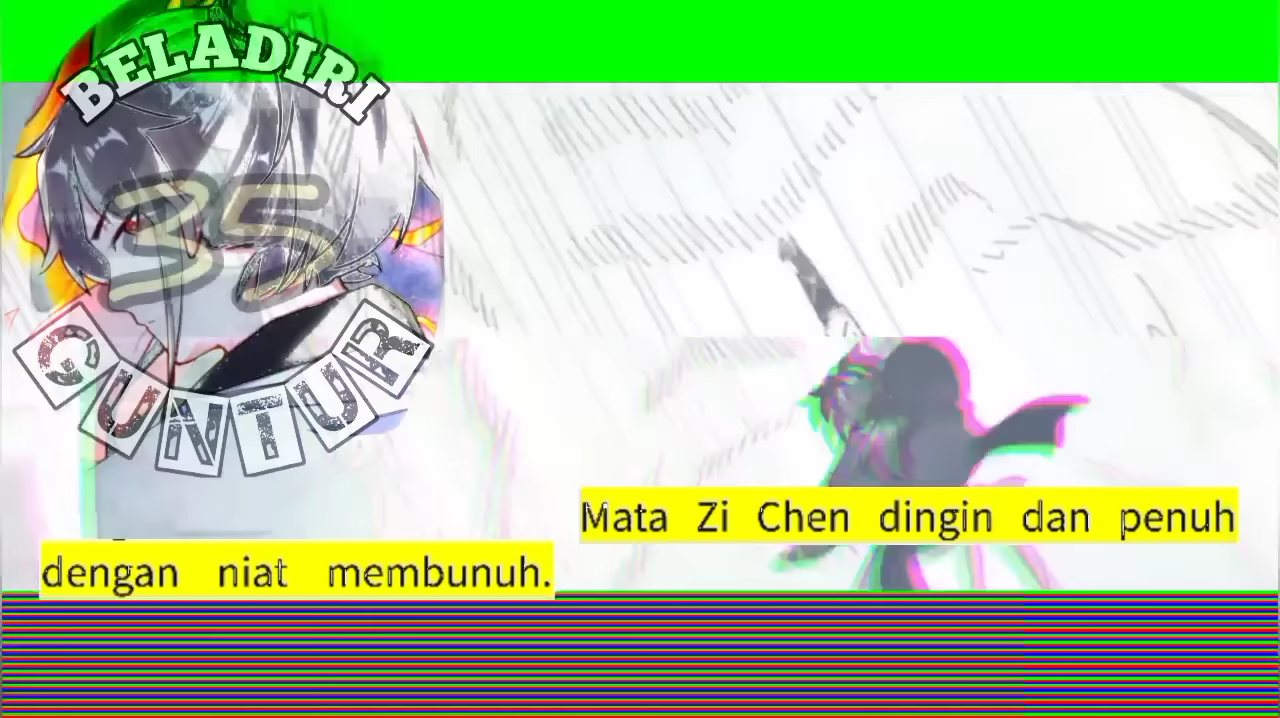 BELADIRI
35
GUNTUR
Mata Zi Chen dingin dan penuh
dengan niat membunuh.